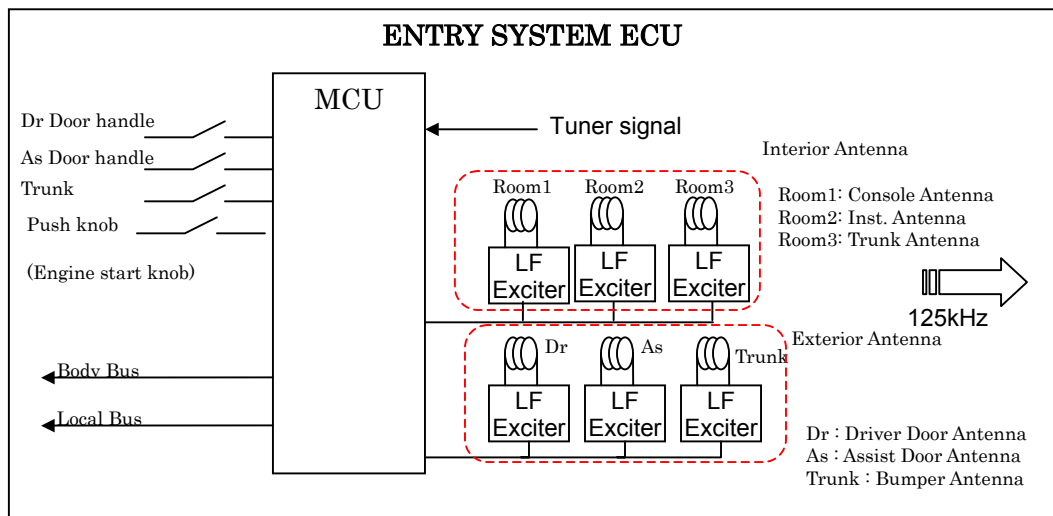 ENTRY SYSTEM ECU
MCU
Dr Door handle
As Door handle
Trunk
Push knob
(Engine start knob)
Body Bus
Local Bus
Tuner signal
Interior Antenna
Room1 Room2 Room3
LF Exciter
LF Exciter
LF Exciter
Room1: Console Antenna
Room2: Inst. Antenna
Room3: Trunk Antenna
125kHz
Exterior Antenna
Dr As Trunk
LF Exciter
LF Exciter
LF Exciter
Dr : Driver Door Antenna
As : Assist Door Antenna
Trunk : Bumper Antenna